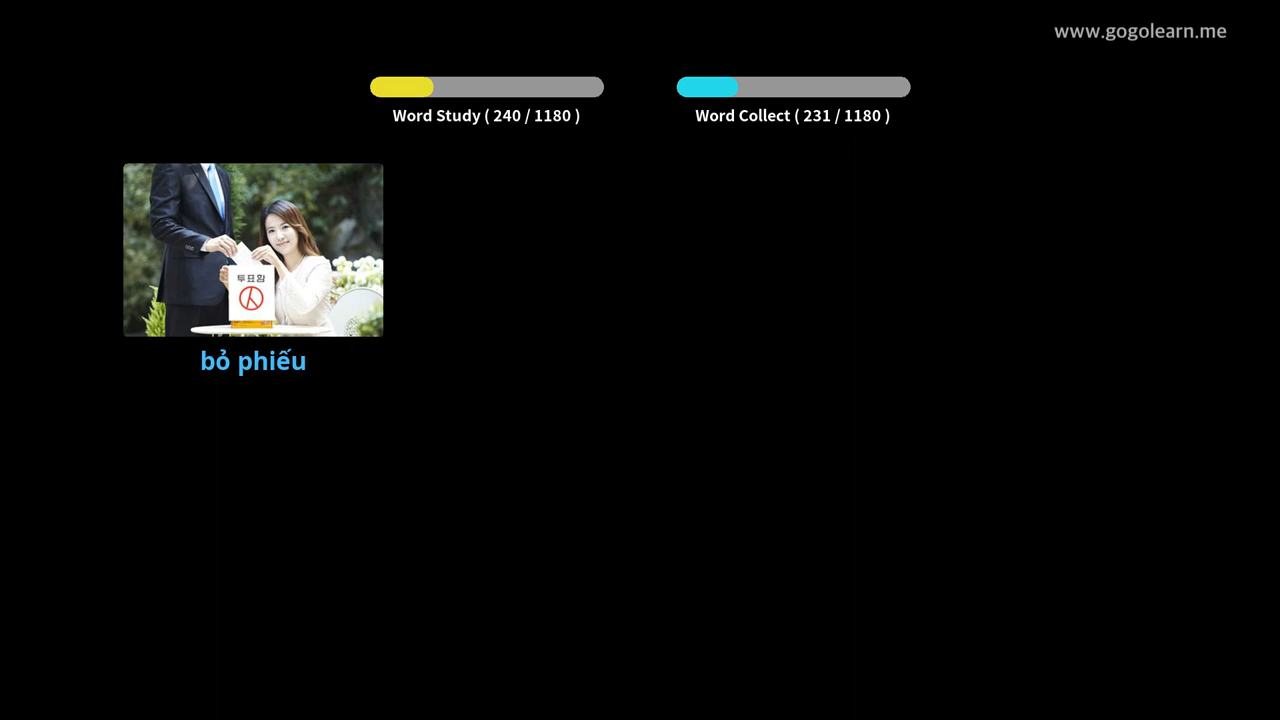 www.gogolearn.me
Word Study ( 240 / 1180 )
Word Collect ( 231 / 1180 )
투표함
bỏ phiếu